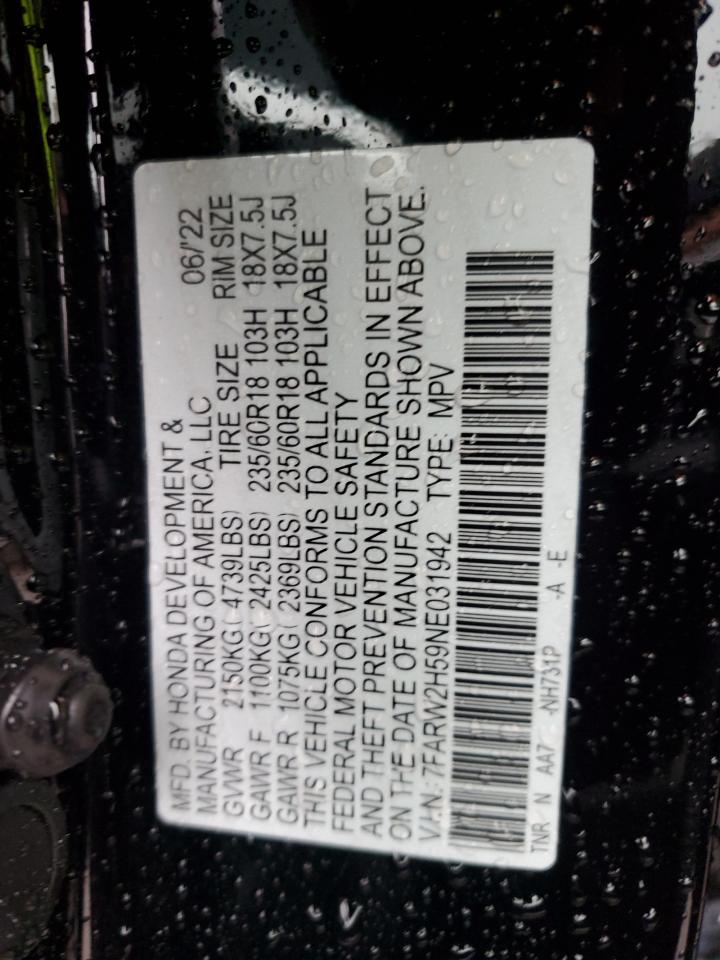 MFD. BY HONDA DEVELOPMENT &
MANUFACTURING OF AMERICA, LLC 06/'22
GVWR 2150KG( 4739LBS) TIRE SIZE RIM SIZE
GAWR F 1100KG( 2425LBS) 235/60R18 103H 18X7.5J
GAWR R 1075KG( 2369LBS) 235/60R18 103H 18X7.5J
THIS VEHICLE CONFORMS TO ALL APPLICABLE
FEDERAL MOTOR VEHICLE SAFETY
AND THEFT PREVENTION STANDARDS IN EFFECT
ON THE DATE OF MANUFACTURE SHOWN ABOVE.
V.I.N.: 7FARW2H59NE031942 TYPE: MPV
TNR N AA7 -NH731P -A -E